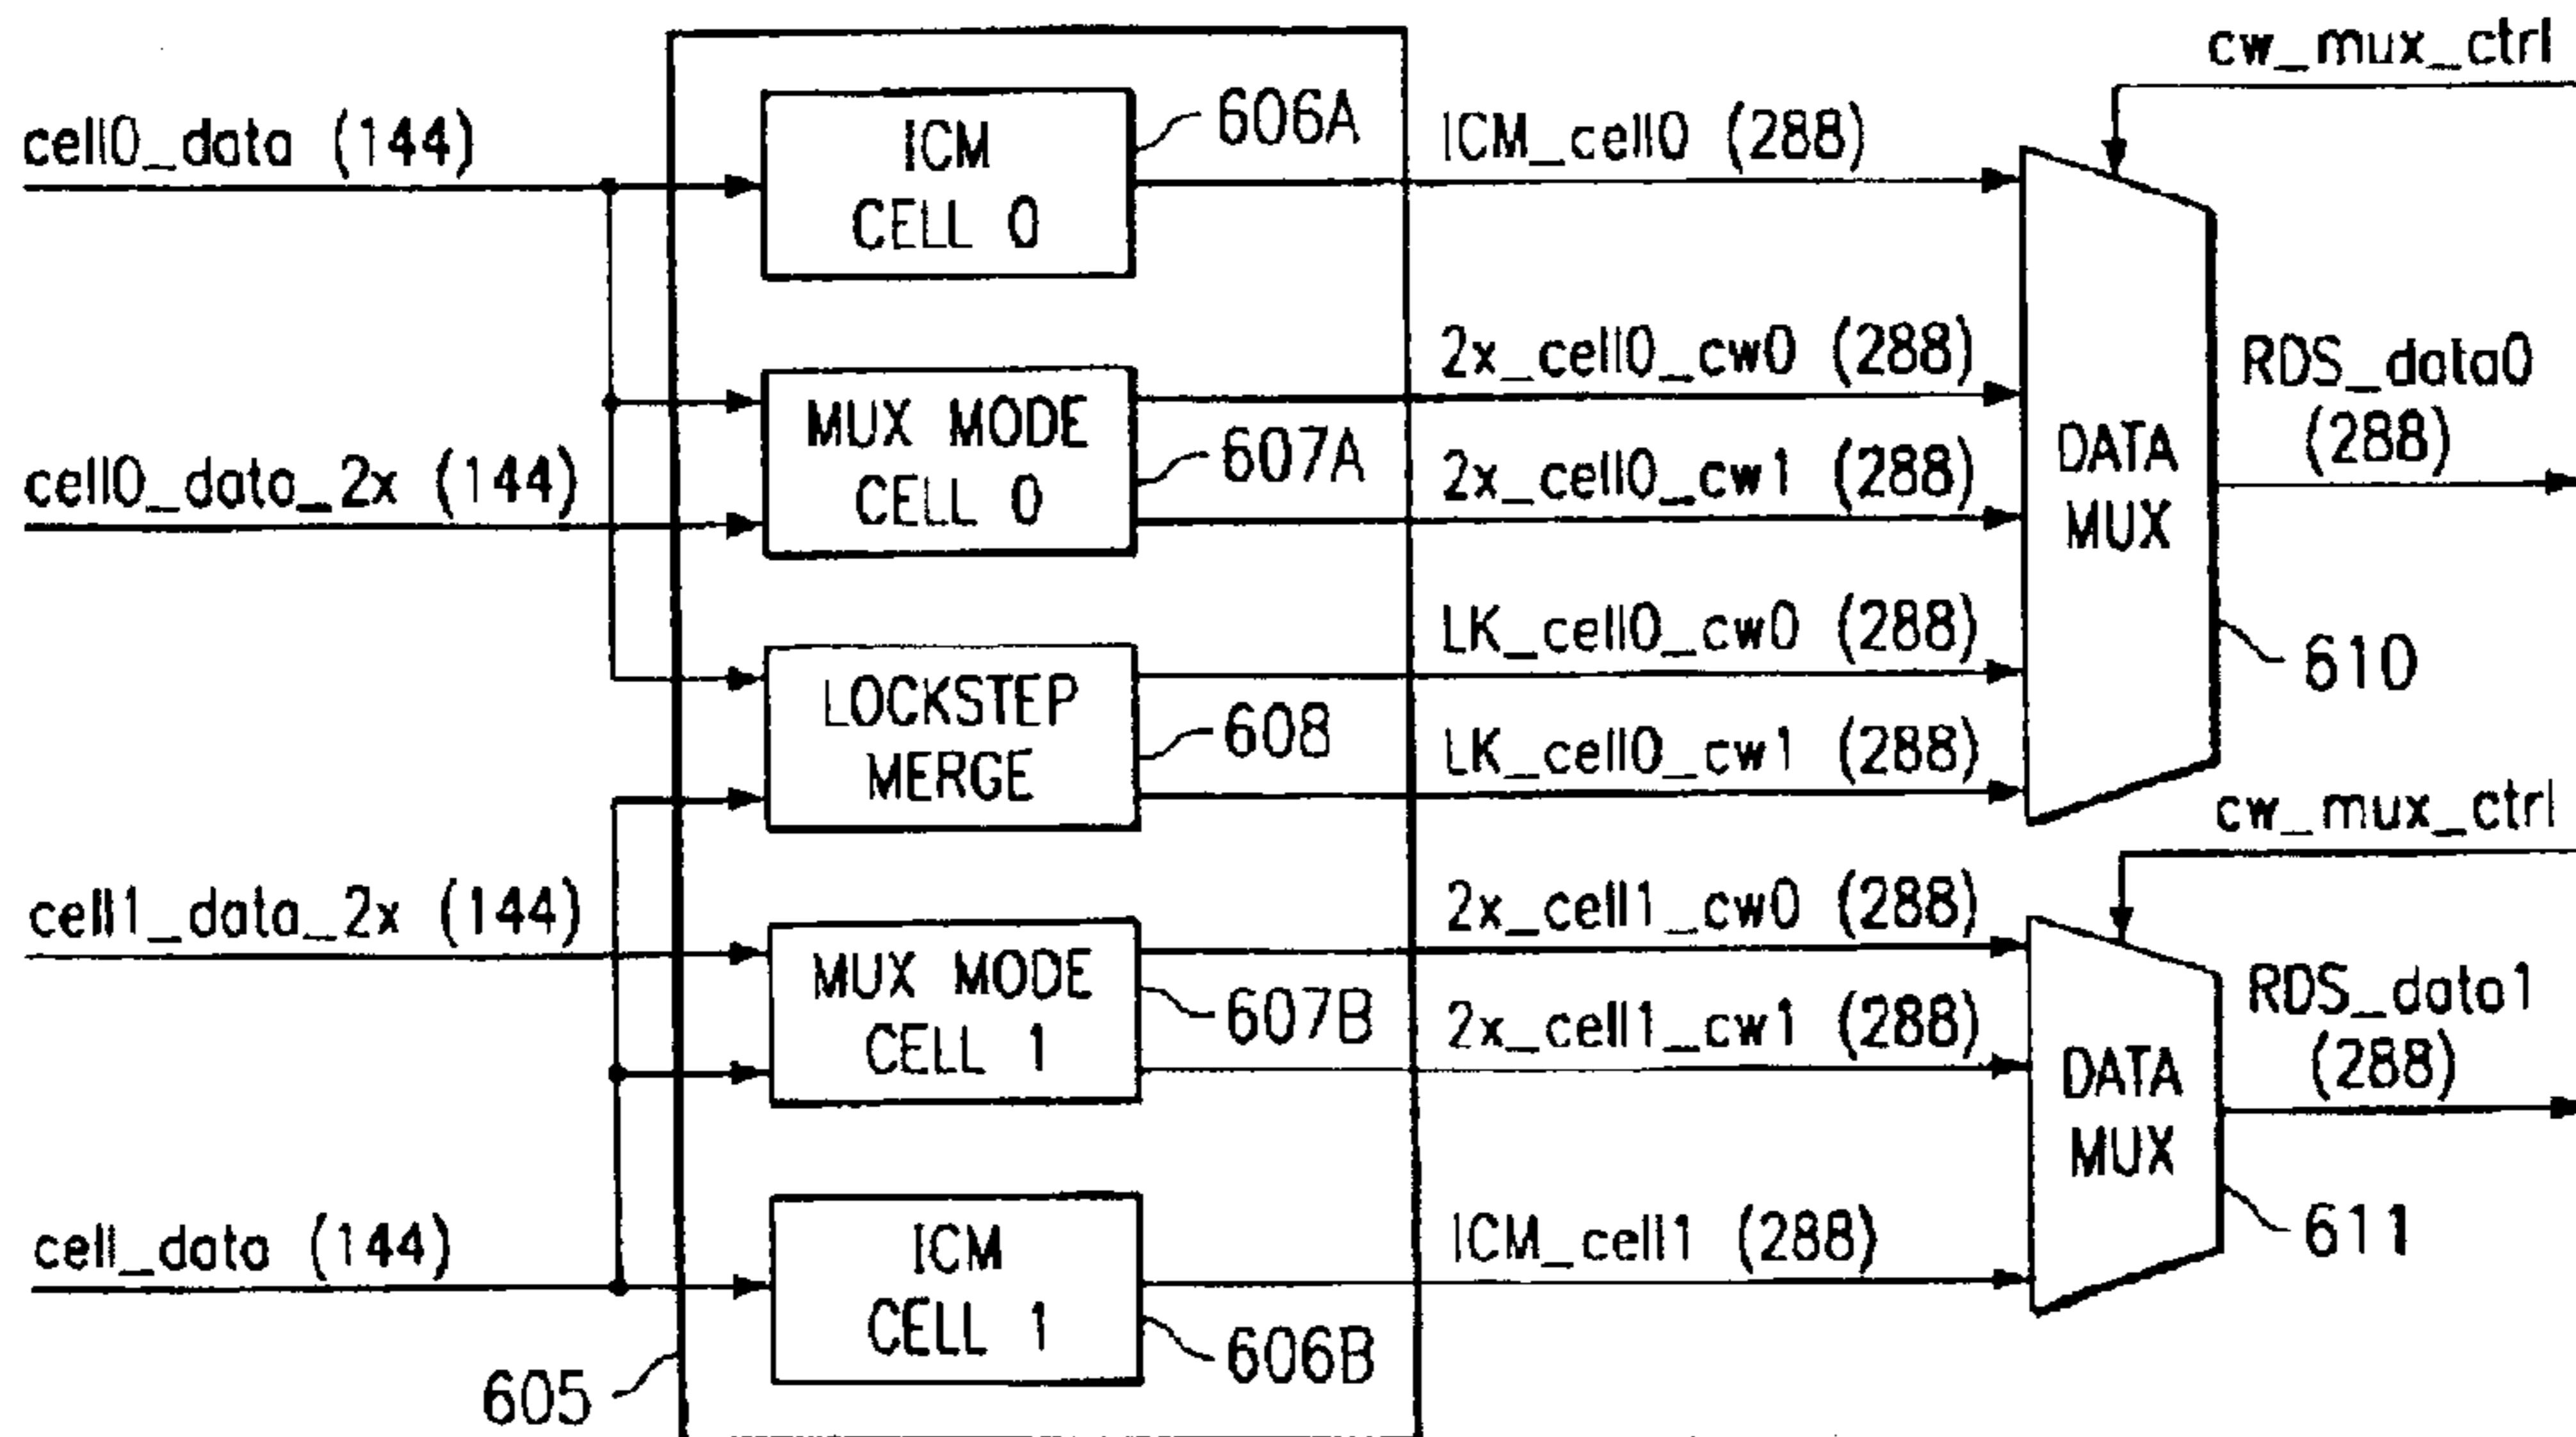 cw_mux_ctrl
cell0_data (144)
ICM
CELL 0
606A
ICM_cell0 (288)
2x_cell0_cw0 (288)
RDS_data0
(288)
cell0_data_2x (144)
MUX MODE
CELL 0
607A
2x_cell0_cw1 (288)
DATA
MUX
LK_cell0_cw0 (288)
610
LOCKSTEP
MERGE
608
LK_cell0_cw1 (288)
cw_mux_ctrl
cell1_data_2x (144)
2x_cell1_cw0 (288)
MUX MODE
CELL 1
607B
2x_cell1_cw1 (288)
RDS_data1
(288)
DATA
MUX
cell_data (144)
ICM
CELL 1
606B
ICM_cell1 (288)
611
605